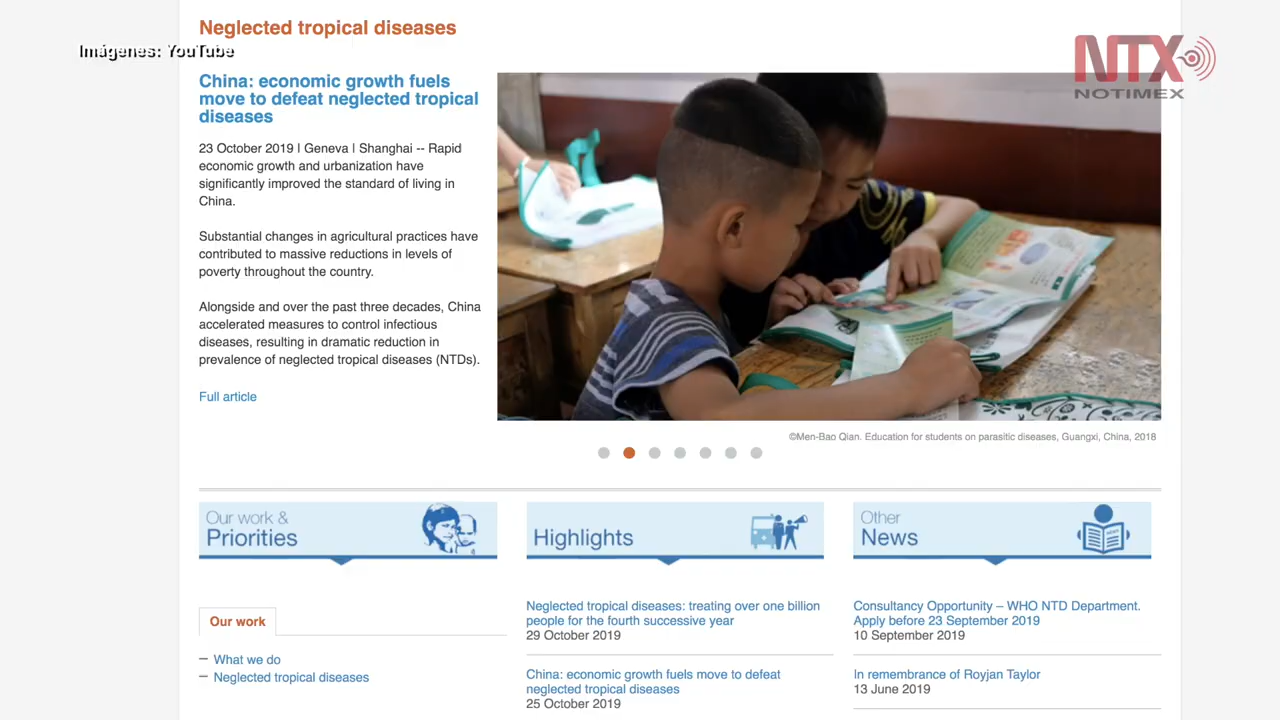 Neglected tropical diseases
Imágenes: YouTube
NTX
NOTIMEX
China: economic growth fuels
move to defeat neglected tropical
diseases
23 October 2019 | Geneva | Shanghai -- Rapid
economic growth and urbanization have
significantly improved the standard of living in
China.
Substantial changes in agricultural practices have
contributed to massive reductions in levels of
poverty throughout the country.
Alongside and over the past three decades, China
accelerated measures to control infectious
diseases, resulting in dramatic reduction in
prevalence of neglected tropical diseases (NTDs).
Full article
©Men-Bao Qian. Education for students on parasitic diseases, Guangxi, China, 2018
Our work &
Priorities
Highlights
Other
News
NEWS
Our work
— What we do
— Neglected tropical diseases
Neglected tropical diseases: treating over one billion
people for the fourth successive year
29 October 2019
China: economic growth fuels move to defeat
neglected tropical diseases
25 October 2019
Consultancy Opportunity – WHO NTD Department.
Apply before 23 September 2019
10 September 2019
In remembrance of Royjan Taylor
13 June 2019